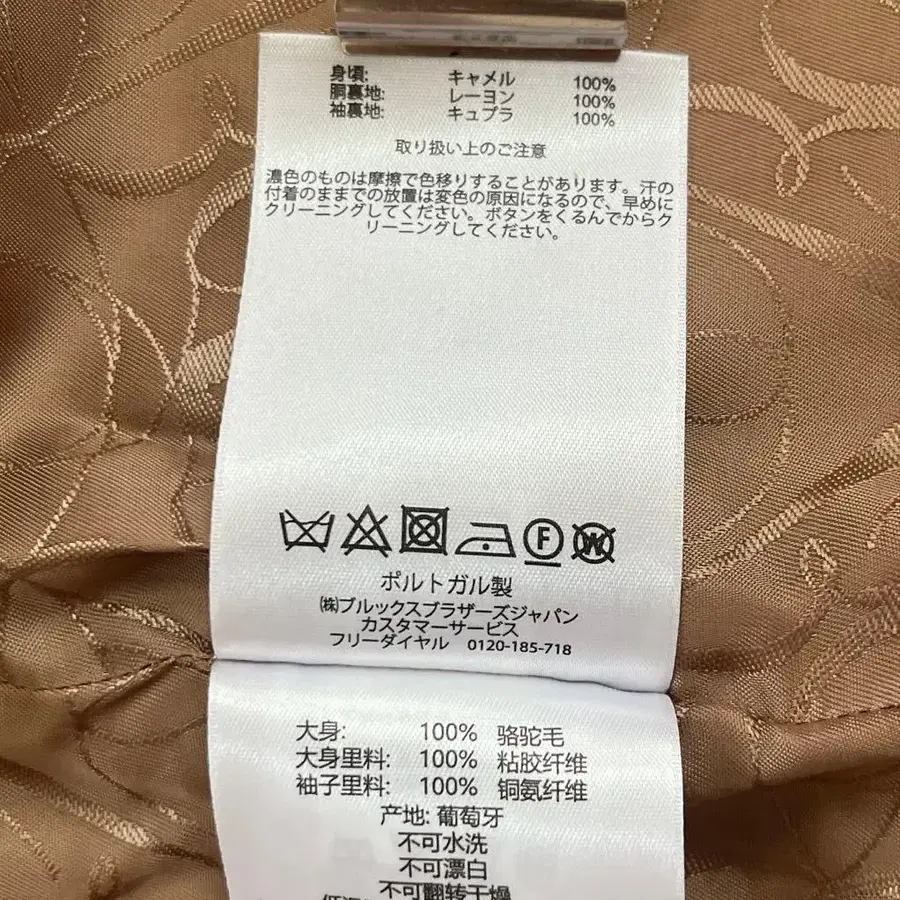 身頃: キャメル 100%
胴裏地: レーヨン 100%
袖裏地: キュプラ 100%
取り扱い上のご注意
濃色のものは摩擦で色移りすることがあります。汗の
付着のままでの放置は変色の原因になるので、早めに
クリーニングしてください。ボタンをくるんでからク
リーニングしてください。
F W
ポルトガル製
㈱ブルックスブラザーズジャパン
カスタマーサービス
フリーダイヤル 0120-185-718
大身: 100% 骆驼毛
大身里料: 100% 粘胶纤维
袖子里料: 100% 铜氨纤维
产地: 葡萄牙
不可水洗
不可漂白
不可翻转干燥